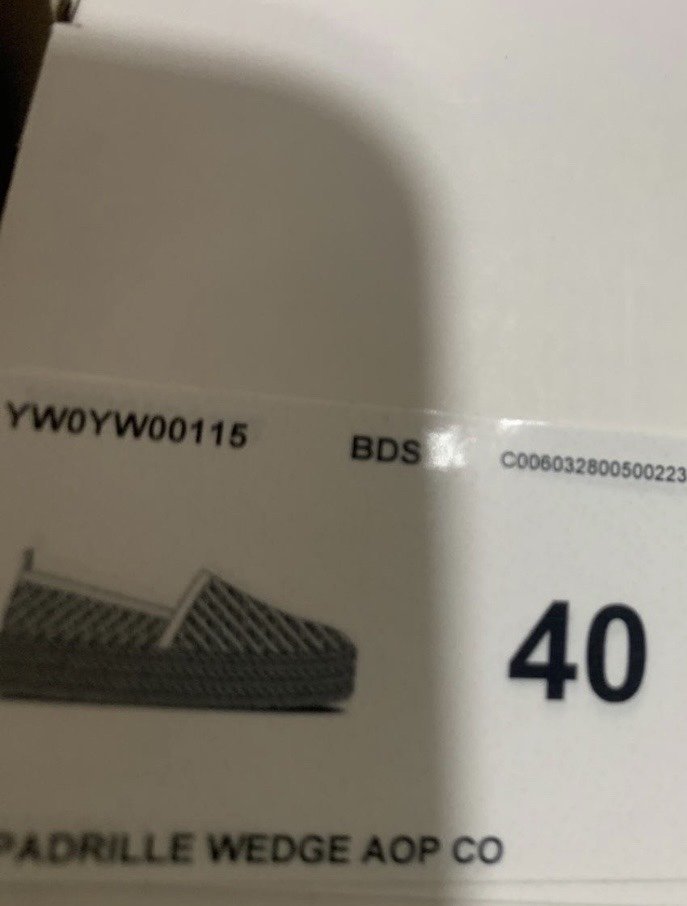 YW0YW00115 BDS C006032800500223
40
PADRILLE WEDGE AOP CO